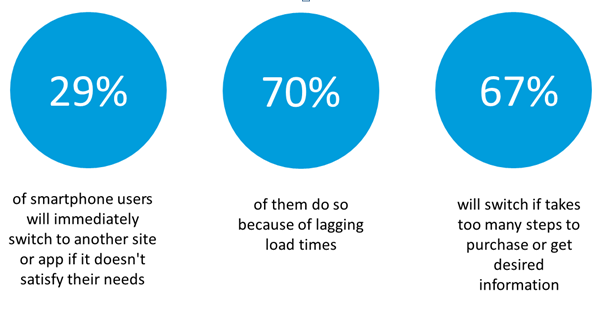 29%
of smartphone users
will immediately
switch to another site
or app if it doesn't
satisfy their needs
70%
of them do so
because of lagging
load times
67%
will switch if takes
too many steps to
purchase or get
desired
information